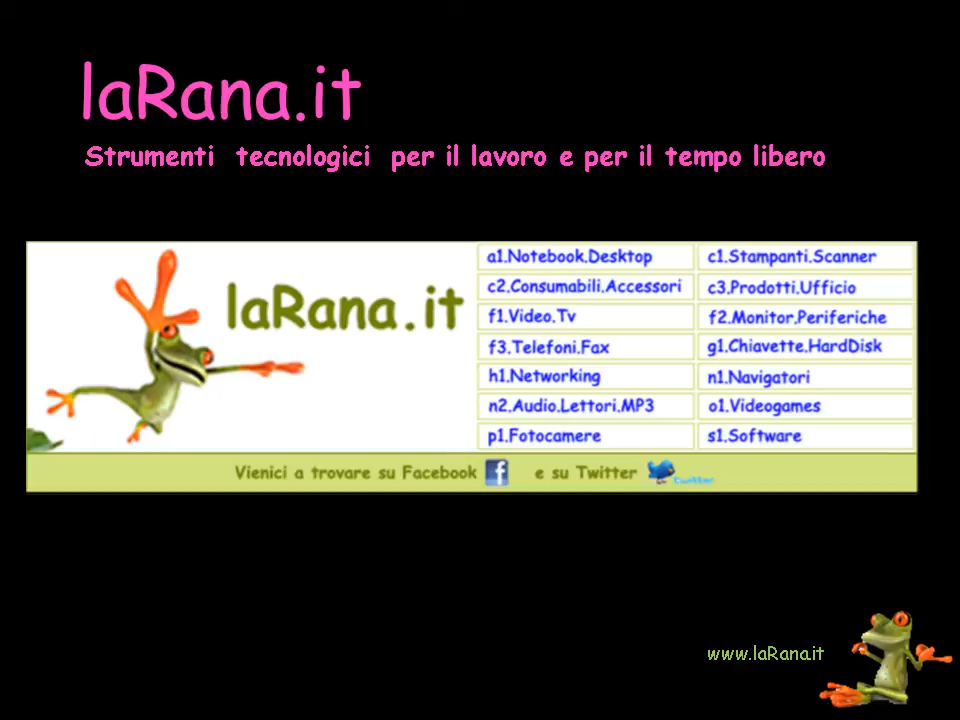 laRana.it
Strumenti tecnologici per il lavoro e per il tempo libero
laRana.it
a1.Notebook.Desktop
c1.Stampanti.Scanner
c2.Consumabili.Accessori
c3.Prodotti.Ufficio
f1.Video.Tv
f2.Monitor.Periferiche
f3.Telefoni.Fax
g1.Chiavette.HardDisk
h1.Networking
n1.Navigatori
n2.Audio.Lettori.MP3
o1.Videogames
p1.Fotocamere
s1.Software
Vienici a trovare su Facebook f e su Twitter twitter
www.laRana.it